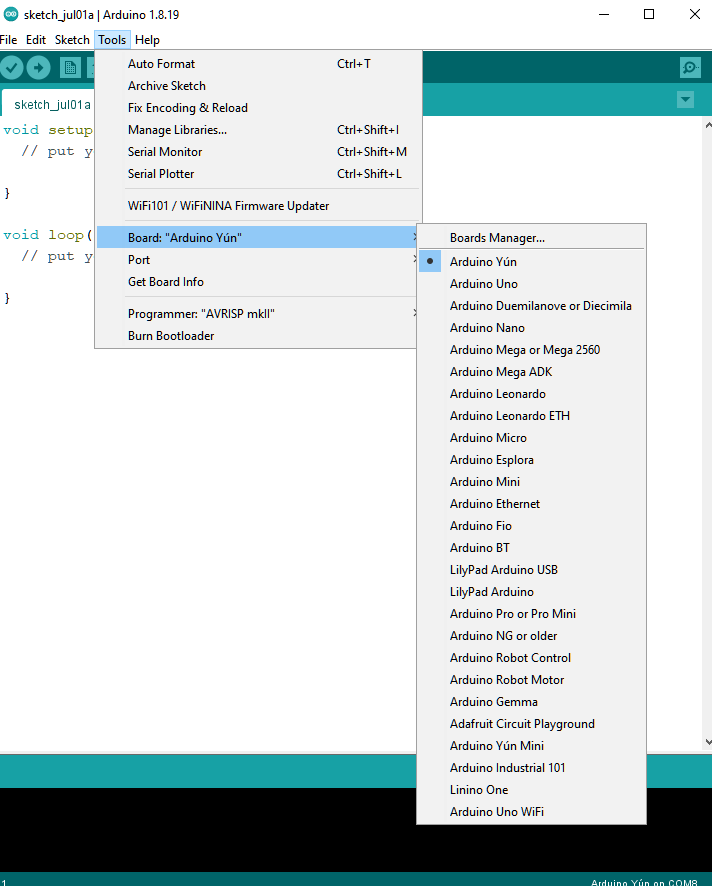 sketch_jul01a | Arduino 1.8.19
File Edit Sketch Tools Help
sketch_jul01a
void setup
// put y
}
void loop(
// put y
}
Auto Format Ctrl+T
Archive Sketch
Fix Encoding & Reload
Manage Libraries... Ctrl+Shift+I
Serial Monitor Ctrl+Shift+M
Serial Plotter Ctrl+Shift+L
WiFi101 / WiFiNINA Firmware Updater
Board: "Arduino Yún"
Port
Get Board Info
Programmer: "AVRISP mkII"
Burn Bootloader
Boards Manager...
Arduino Yún
Arduino Uno
Arduino Duemilanove or Diecimila
Arduino Nano
Arduino Mega or Mega 2560
Arduino Mega ADK
Arduino Leonardo
Arduino Leonardo ETH
Arduino Micro
Arduino Esplora
Arduino Mini
Arduino Ethernet
Arduino Fio
Arduino BT
LilyPad Arduino USB
LilyPad Arduino
Arduino Pro or Pro Mini
Arduino NG or older
Arduino Robot Control
Arduino Robot Motor
Arduino Gemma
Adafruit Circuit Playground
Arduino Yún Mini
Arduino Industrial 101
Linino One
Arduino Uno WiFi
1 Arduino Yún on COM8